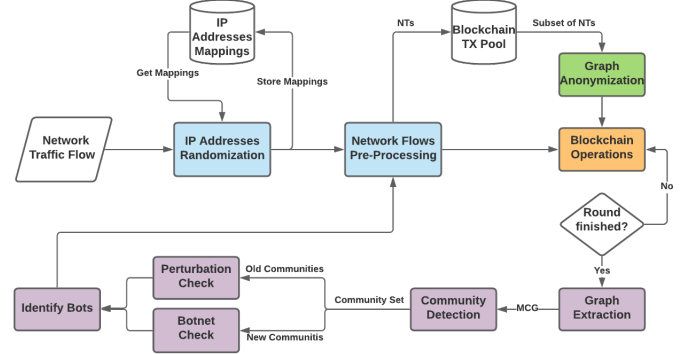 IP
Addresses
Mappings
NTs
Blockchain
TX Pool
Subset of NTs
Graph
Anonymization
Get Mappings
Store Mappings
Network
Traffic Flow
IP Addresses
Randomization
Network Flows
Pre-Processing
Blockchain
Operations
No
Round
finished?
Yes
Perturbation
Check
Old Communities
Identify Bots
Community Set
Community
Detection
MCG
Graph
Extraction
Botnet
Check
New Communitis